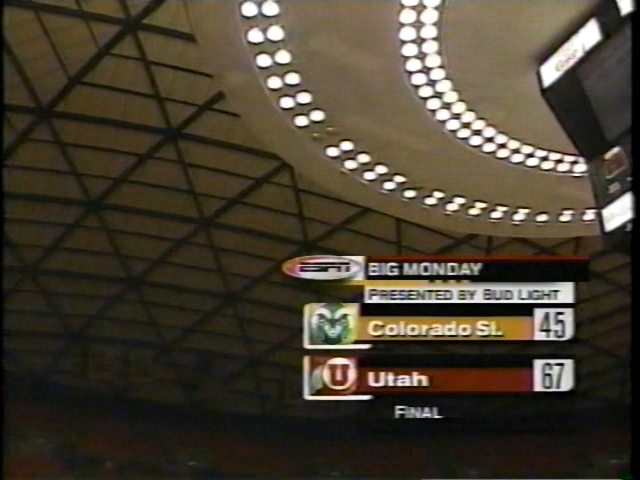 ESPN BIG MONDAY
PRESENTED BY BUD LIGHT
Colorado St. 45
U Utah 67
FINAL